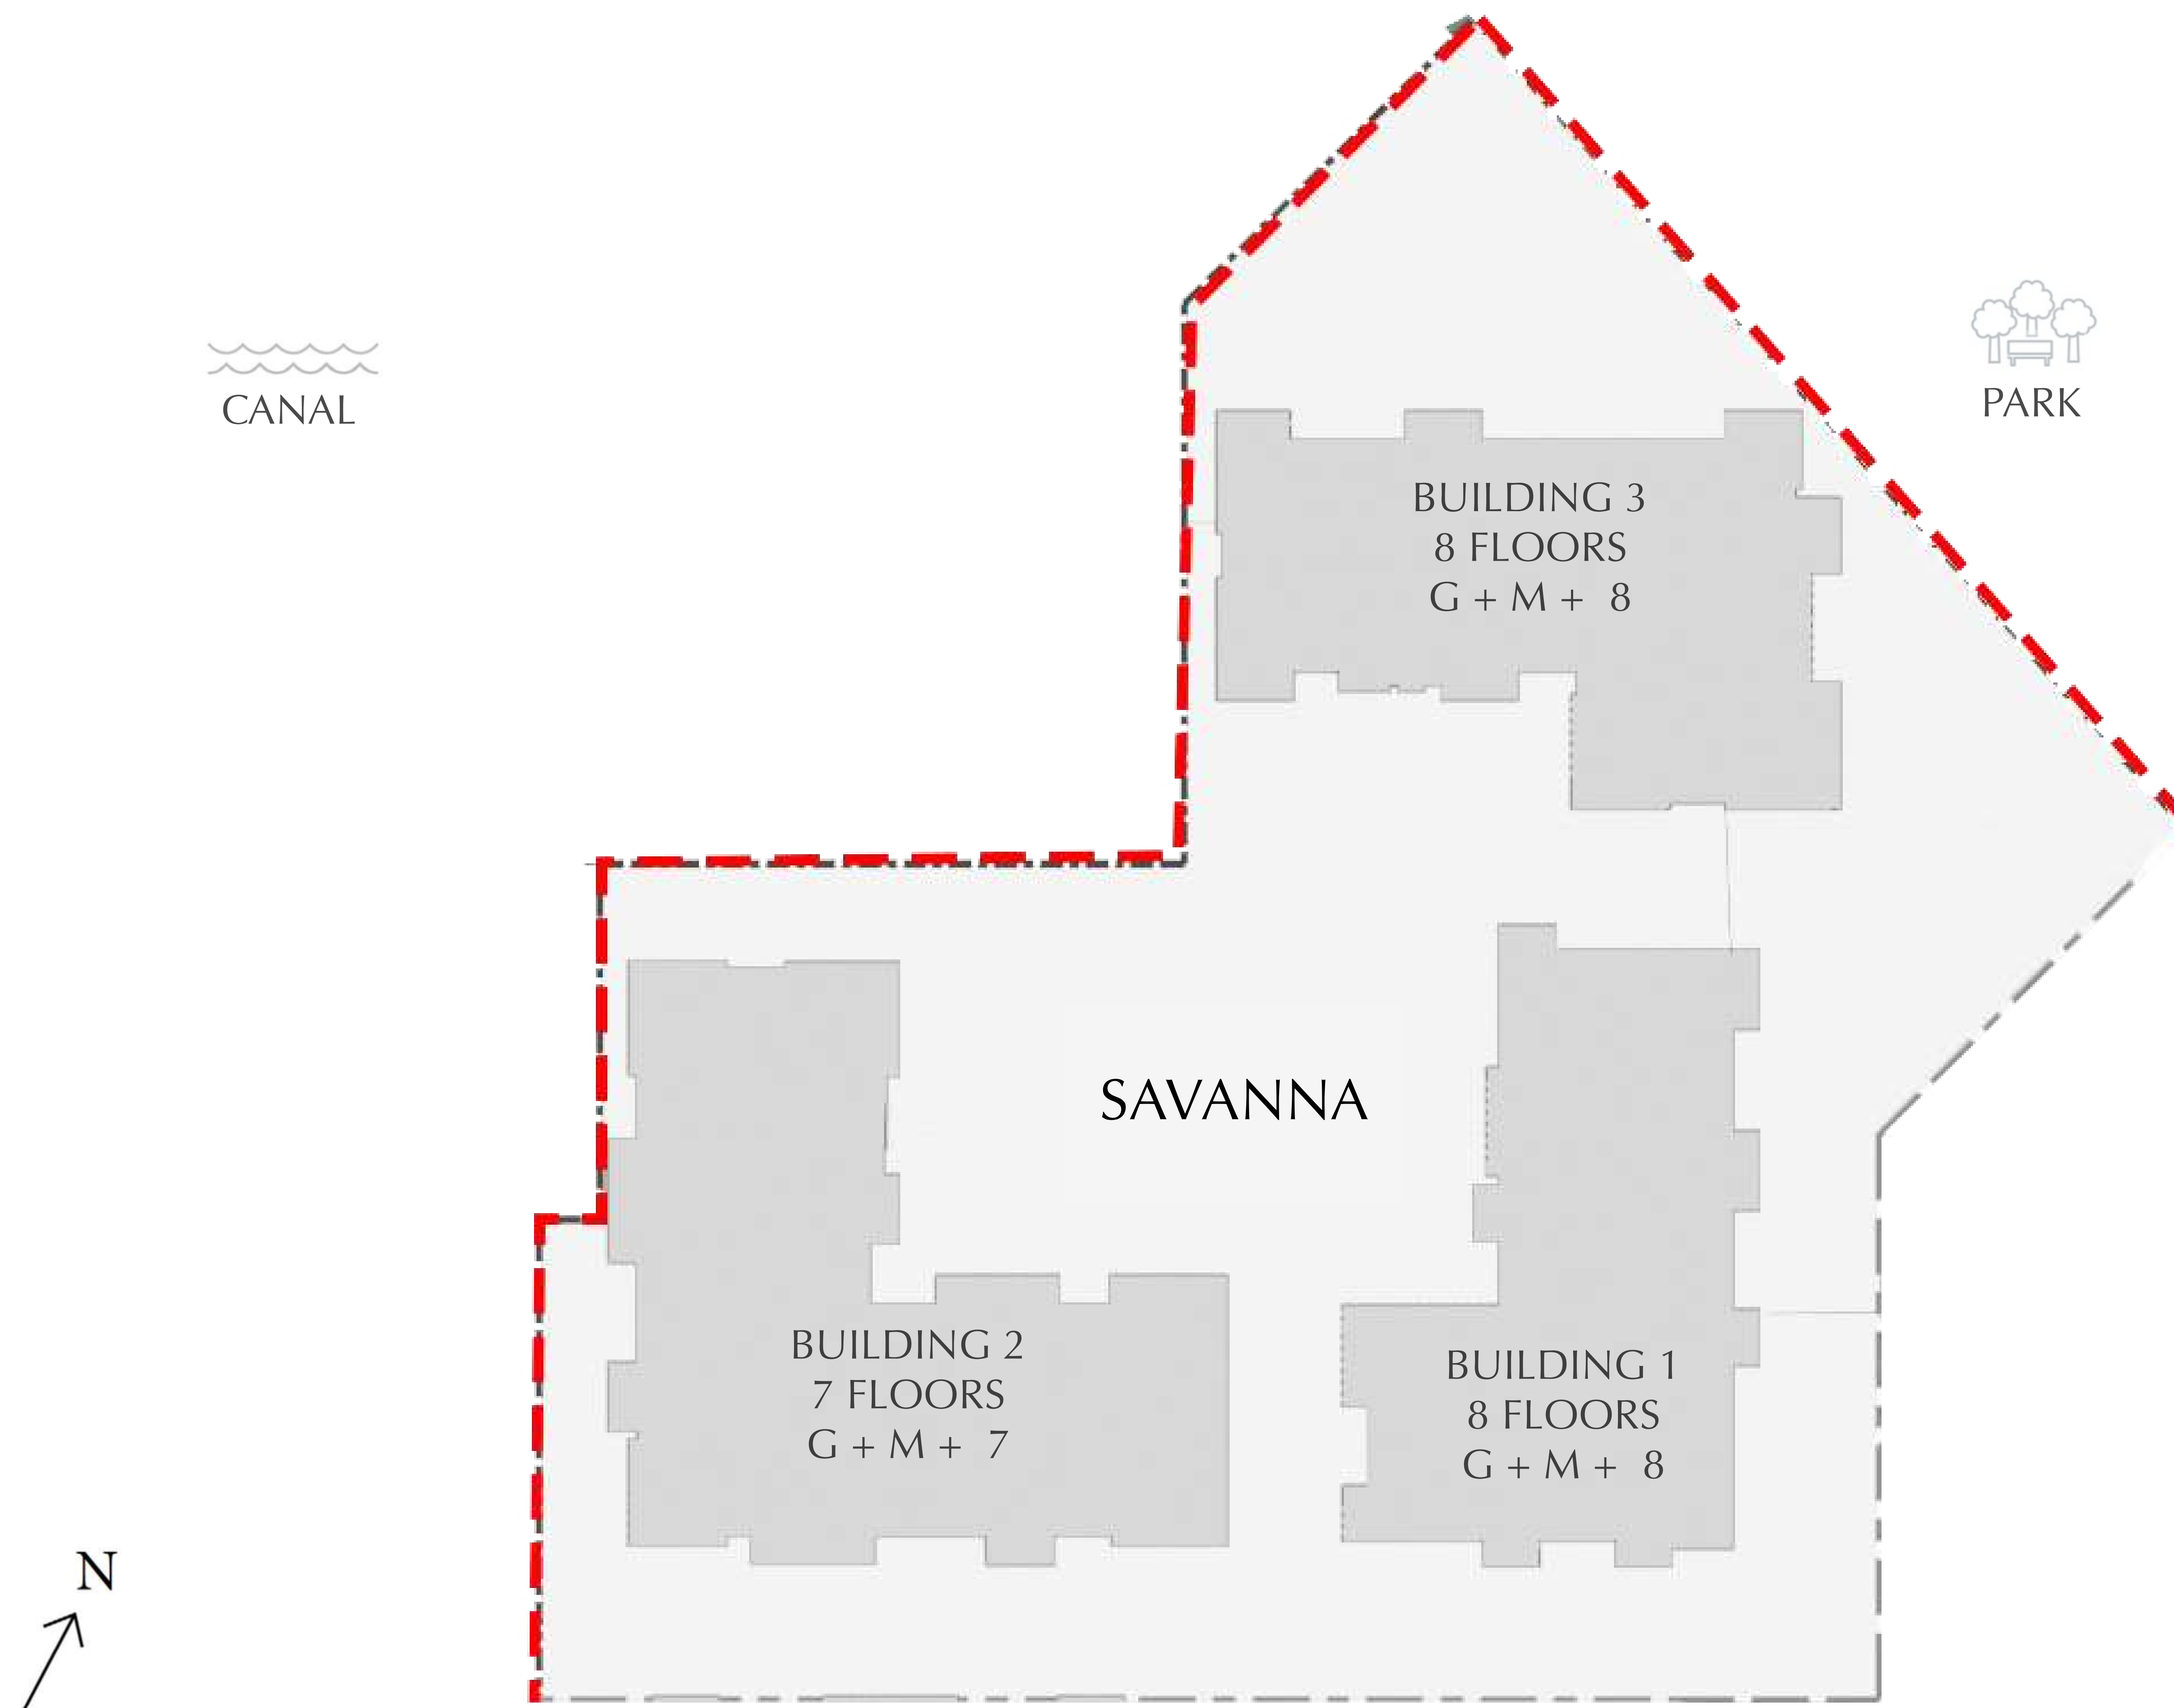 CANAL
PARK
BUILDING 3
8 FLOORS
G + M + 8
SAVANNA
BUILDING 2
7 FLOORS
G + M + 7
BUILDING 1
8 FLOORS
G + M + 8
N